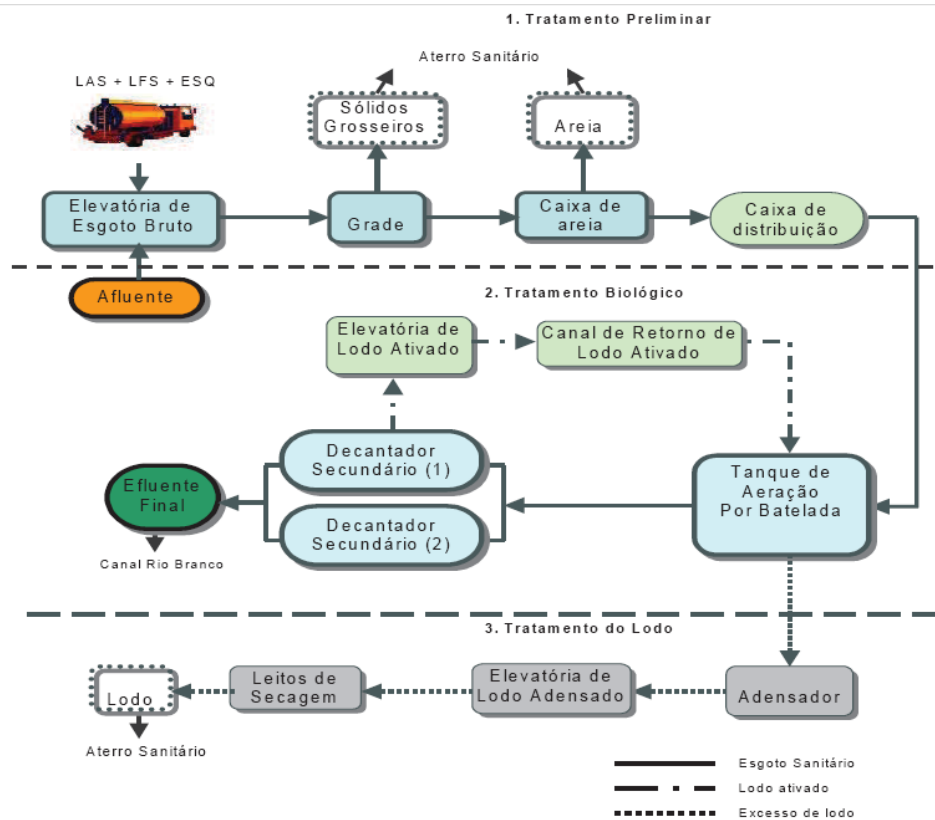 1. Tratamento Preliminar
Aterro Sanitário
LAS + LFS + ESQ
Sólidos
Grosseiros
Areia
Elevatória de
Esgoto Bruto
Grade
Caixa de
areia
Caixa de
distribuição
Afluente
2. Tratamento Biológico
Elevatória de
Lodo Ativado
Canal de Retorno de
Lodo Ativado
Decantador
Secundário (1)
Tanque de
Aeração
Por Batelada
Efluente
Final
Decantador
Secundário (2)
Canal Rio Branco
3. Tratamento do Lodo
Lodo
Leitos de
Secagem
Elevatória de
Lodo Adensado
Adensador
Aterro Sanitário
Esgoto Sanitário
Lodo ativado
Excesso de lodo